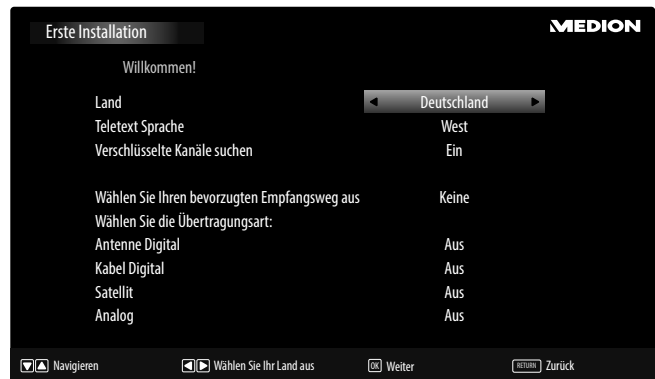 Erste Installation
MEDION
Willkommen!
Land Deutschland
Teletext Sprache West
Verschlüsselte Kanäle suchen Ein
Wählen Sie Ihren bevorzugten Empfangsweg aus Keine
Wählen Sie die Übertragungsart:
Antenne Digital Aus
Kabel Digital Aus
Satellit Aus
Analog Aus
Navigieren Wählen Sie Ihr Land aus OK Weiter RETURN Zurück